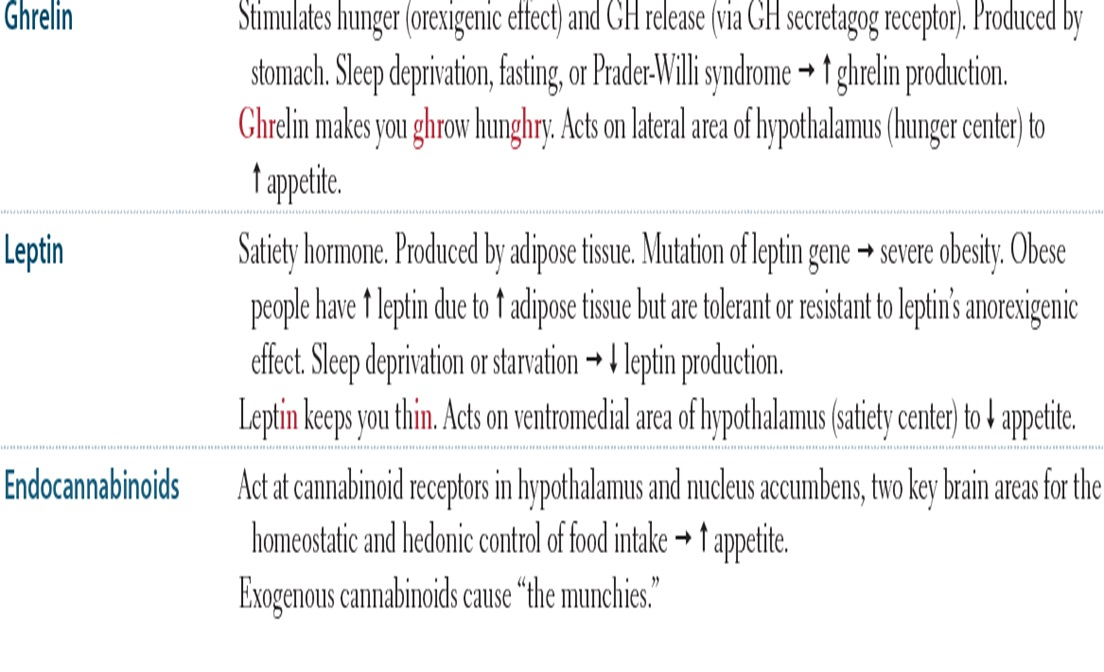 Ghrelin Stimulates hunger (orexigenic effect) and GH release (via GH secretagog receptor). Produced by
stomach. Sleep deprivation, fasting, or Prader-Willi syndrome → ↑ ghrelin production.
Ghrelin makes you ghrow hunghry. Acts on lateral area of hypothalamus (hunger center) to
↑ appetite.
Leptin Satiety hormone. Produced by adipose tissue. Mutation of leptin gene → severe obesity. Obese
people have ↑ leptin due to ↑ adipose tissue but are tolerant or resistant to leptin's anorexigenic
effect. Sleep deprivation or starvation → ↓ leptin production.
Leptin keeps you thin. Acts on ventromedial area of hypothalamus (satiety center) to ↓ appetite.
Endocannabinoids Act at cannabinoid receptors in hypothalamus and nucleus accumbens, two key brain areas for the
homeostatic and hedonic control of food intake → ↑ appetite.
Exogenous cannabinoids cause “the munchies.”